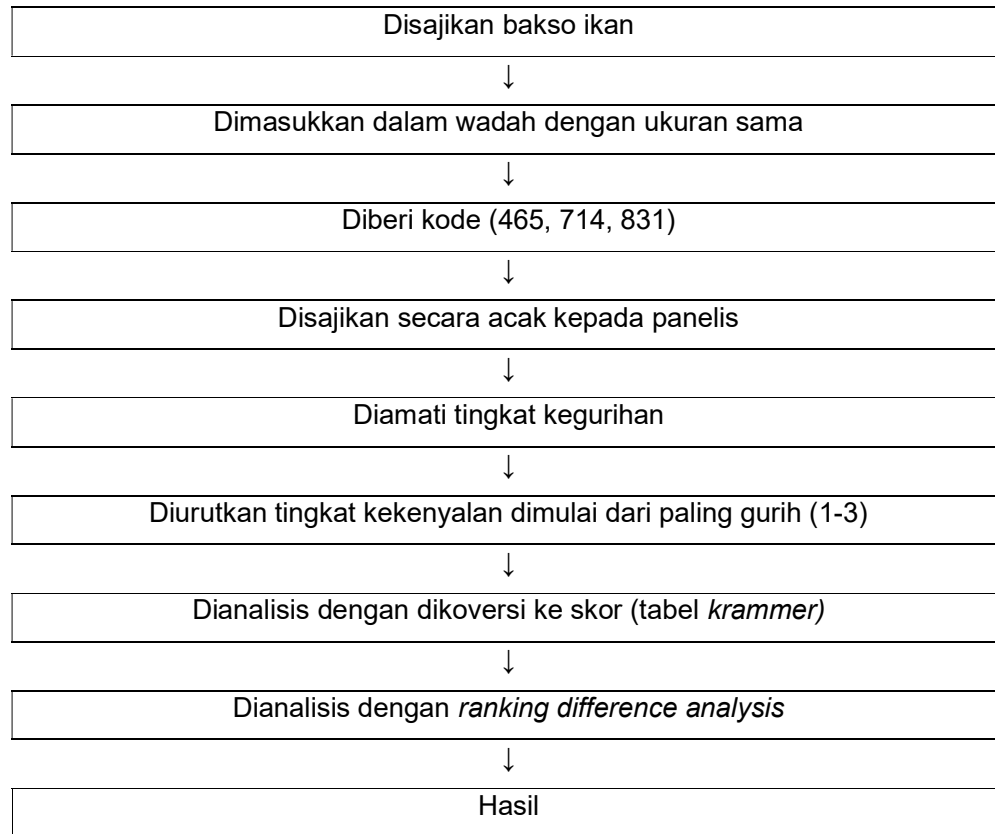 Disajikan bakso ikan
↓
Dimasukkan dalam wadah dengan ukuran sama
↓
Diberi kode (465, 714, 831)
↓
Disajikan secara acak kepada panelis
↓
Diamati tingkat kegurihan
↓
Diurutkan tingkat kekenyalan dimulai dari paling gurih (1-3)
↓
Dianalisis dengan dikoversi ke skor (tabel krammer)
↓
Dianalisis dengan ranking difference analysis
↓
Hasil